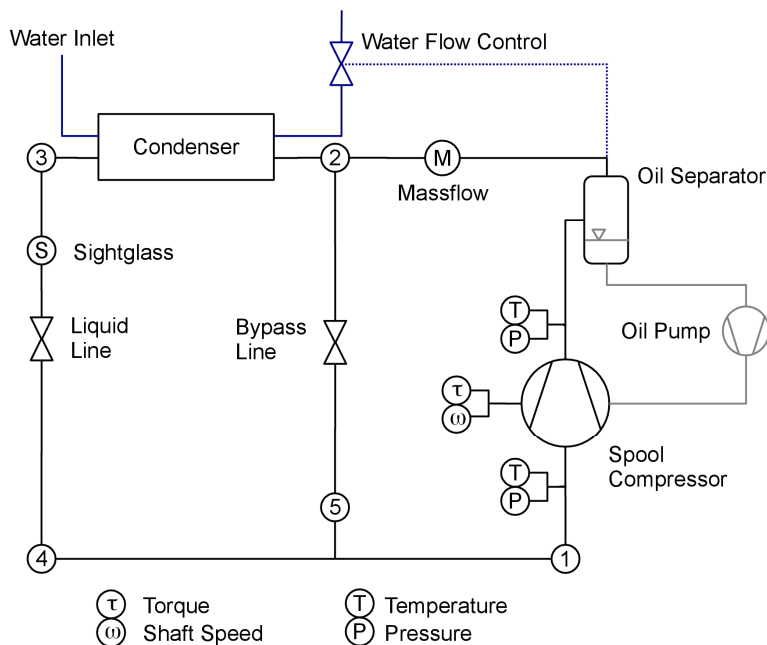 Water Inlet
Water Flow Control
Condenser
3
2
M
Massflow
Oil Separator
S
Sightglass
Liquid
Line
Bypass
Line
T
P
Oil Pump
τ
ω
Spool
Compressor
T
P
5
4
1
τ Torque
ω Shaft Speed
T Temperature
P Pressure